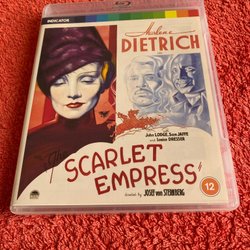 INDICATOR
Marlene
DIETRICH
John LODGE, Sam JAFFE
and Louise DRESSER
The
SCARLET
EMPRESS
directed by JOSEF von STERNBERG
12